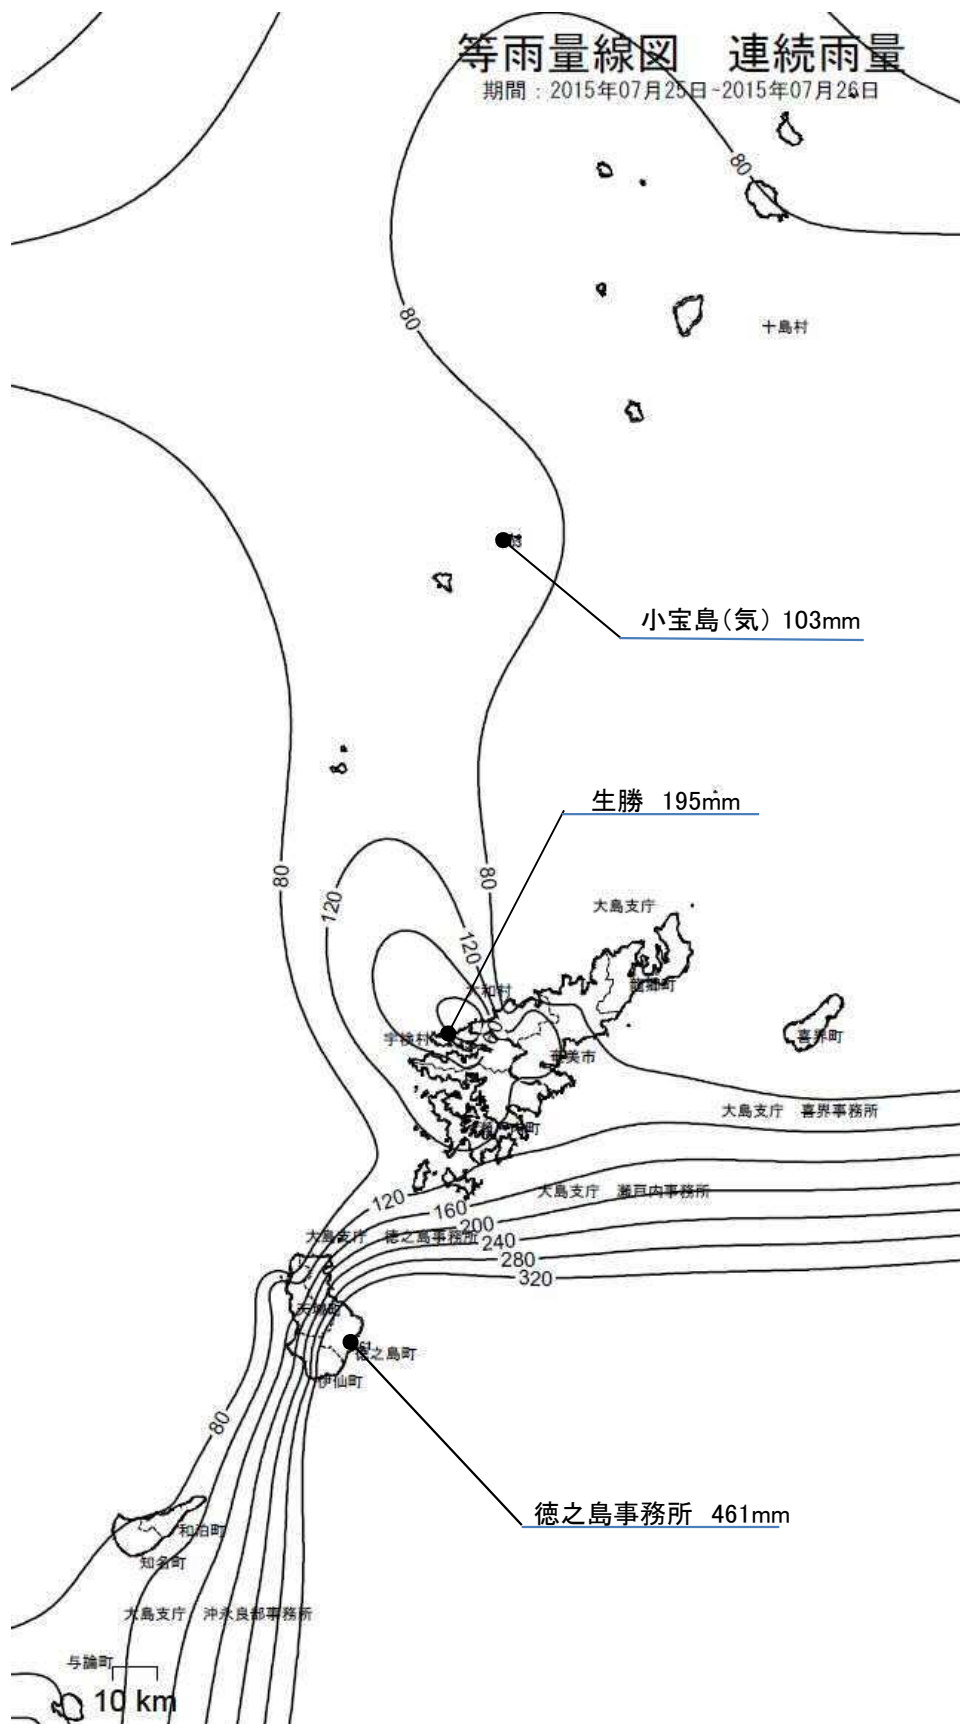 等雨量線図　連続雨量
期間：2015年07月25日-2015年07月26日
80
80
十島村
小宝島(気) 103mm
生勝 195mm
80
80
120
120
大島支庁
大和村
龍郷町
宇検村
奄美市
喜界町
大島支庁 喜界事務所
大島支庁 瀬戸内事務所
120
160
200
240
280
320
大島支庁 徳之島事務所
天城町
徳之島町
伊仙町
80
徳之島事務所 461mm
和泊町
知名町
大島支庁 沖永良部事務所
与論町
10 km